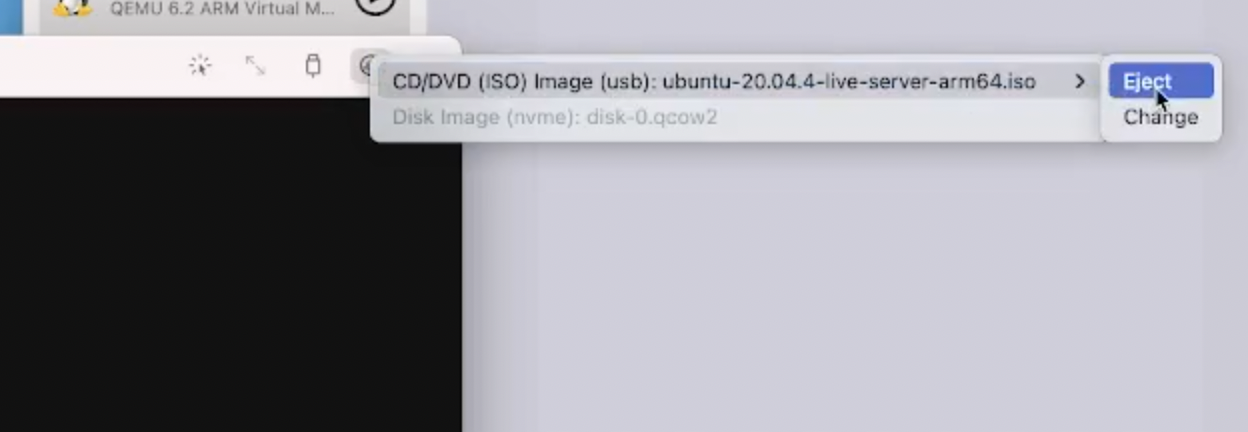 QEMU 6.2 ARM Virtual M...
CD/DVD (ISO) Image (usb): ubuntu-20.04.4-live-server-arm64.iso
Eject
Disk Image (nvme): disk-0.qcow2
Change